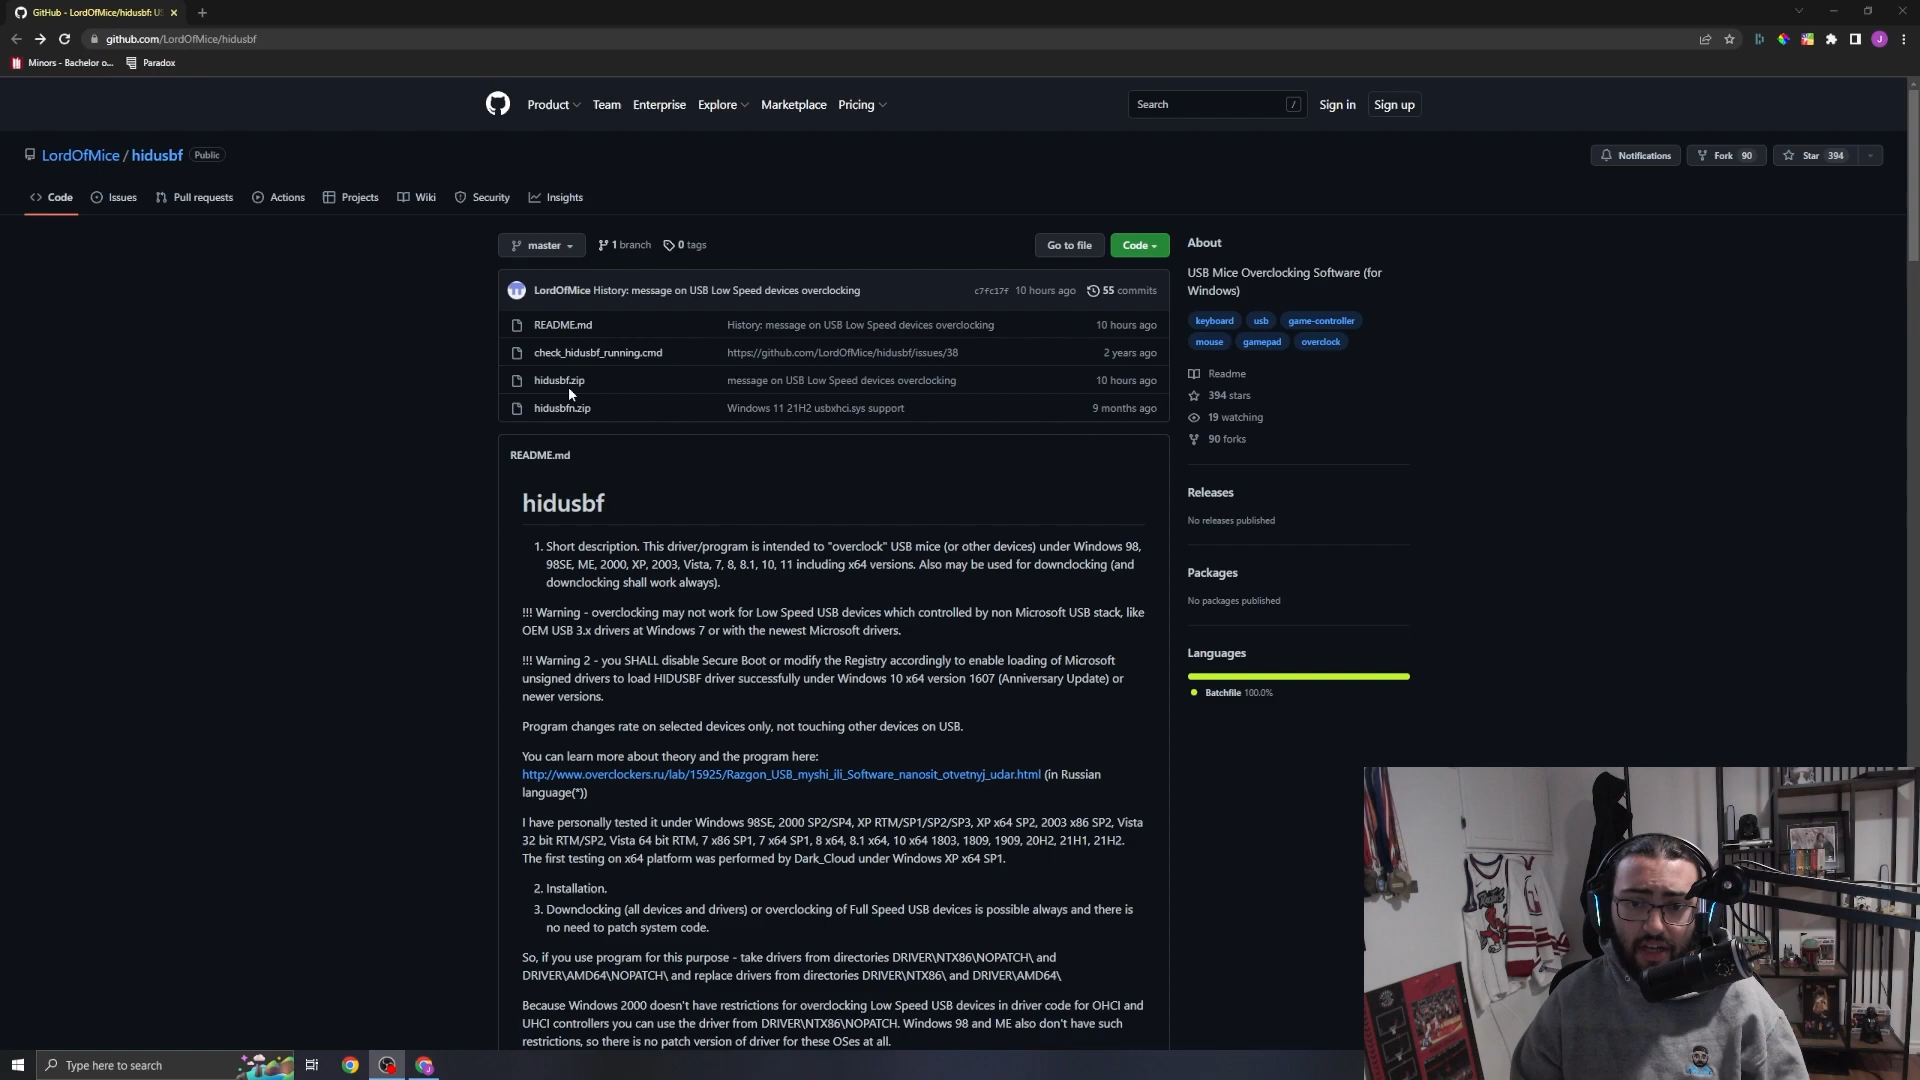 GitHub - LordOfMice/hidusbf: US
github.com/LordOfMice/hidusbf
Minors - Bachelor o...
Paradox
Product
Team
Enterprise
Explore
Marketplace
Pricing
Search
/
Sign in
Sign up
LordOfMice / hidusbf
Public
Notifications
Fork 90
Star 394
Code
Issues
Pull requests
Actions
Projects
Wiki
Security
Insights
master
1 branch
0 tags
Go to file
Code
LordOfMice History: message on USB Low Speed devices overclocking
c7fc17f 10 hours ago
55 commits
README.md
History: message on USB Low Speed devices overclocking
10 hours ago
check_hidusbf_running.cmd
https://github.com/LordOfMice/hidusbf/issues/38
2 years ago
hidusbf.zip
message on USB Low Speed devices overclocking
10 hours ago
hidusbfn.zip
Windows 11 21H2 usbxhci.sys support
9 months ago
About
USB Mice Overclocking Software (for
Windows)
keyboard
usb
game-controller
mouse
gamepad
overclock
Readme
394 stars
19 watching
90 forks
Releases
No releases published
Packages
No packages published
Languages
Batchfile 100.0%
README.md
hidusbf
1. Short description. This driver/program is intended to "overclock" USB mice (or other devices) under Windows 98,
98SE, ME, 2000, XP, 2003, Vista, 7, 8, 8.1, 10, 11 including x64 versions. Also may be used for downclocking (and
downclocking shall work always).
!!! Warning - overclocking may not work for Low Speed USB devices which controlled by non Microsoft USB stack, like
OEM USB 3.x drivers at Windows 7 or with the newest Microsoft drivers.
!!! Warning 2 - you SHALL disable Secure Boot or modify the Registry accordingly to enable loading of Microsoft
unsigned drivers to load HIDUSBF driver successfully under Windows 10 x64 version 1607 (Anniversary Update) or
newer versions.
Program changes rate on selected devices only, not touching other devices on USB.
You can learn more about theory and the program here:
http://www.overclockers.ru/lab/15925/Razgon_USB_myshi_ili_Software_nanosit_otvetnyj_udar.html (in Russian
language(*))
I have personally tested it under Windows 98SE, 2000 SP2/SP4, XP RTM/SP1/SP2/SP3, XP x64 SP2, 2003 x86 SP2, Vista
32 bit RTM/SP2, Vista 64 bit RTM, 7 x86 SP1, 7 x64 SP1, 8 x64, 8.1 x64, 10 x64 1803, 1809, 1909, 20H2, 21H1, 21H2.
The first testing on x64 platform was performed by Dark_Cloud under Windows XP x64 SP1.
2. Installation.
3. Downclocking (all devices and drivers) or overclocking of Full Speed USB devices is possible always and there is
no need to patch system code.
So, if you use program for this purpose - take drivers from directories DRIVER\NTX86\NOPATCH\ and
DRIVER\AMD64\NOPATCH\ and replace drivers from directories DRIVER\NTX86\ and DRIVER\AMD64\
Because Windows 2000 doesn't have restrictions for overclocking Low Speed USB devices in driver code for OHCI and
UHCI controllers you can use the driver from DRIVER\NTX86\NOPATCH. Windows 98 and ME also don't have such
restrictions, so there is no patch version of driver for these OSes at all.
Type here to search